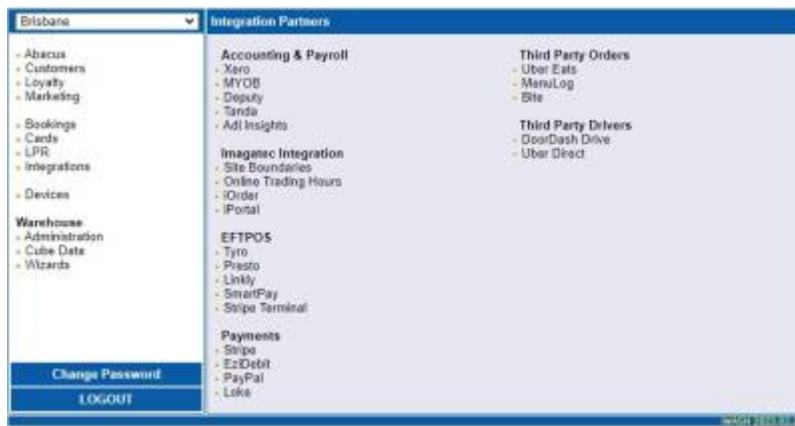 Brisbane
Abacus
Customers
Loyalty
Marketing
Bookings
Cards
LPR
Integrations
Devices
Warehouse
Administration
Cube Data
Wizards
Change Password
LOGOUT
Integration Partners
Accounting & Payroll
Xero
MYOB
Deputy
Tanda
Adi Insights
Imagatec Integration
Site Boundaries
Online Trading Hours
iOrder
iPortal
EFTPOS
Tyro
Presto
Linkly
SmartPay
Stripe Terminal
Payments
Stripe
EziDebit
PayPal
Loke
Third Party Orders
Uber Eats
MenuLog
Bite
Third Party Drivers
DoorDash Drive
Uber Direct